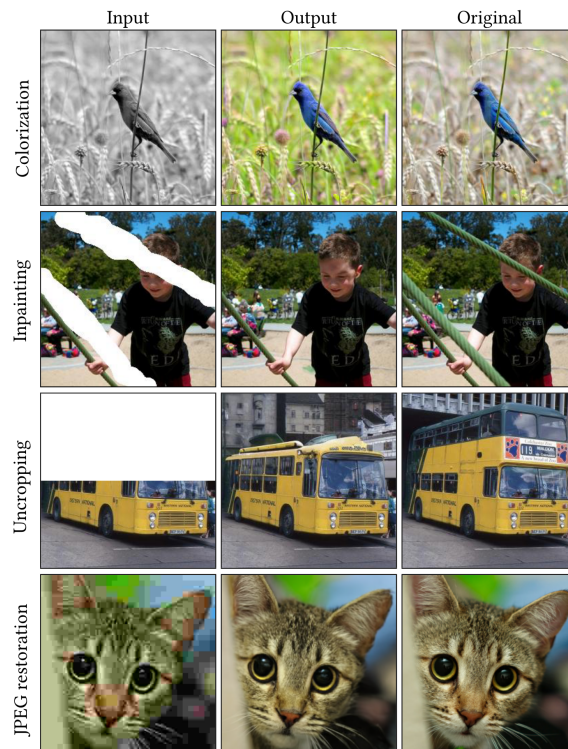 Input Output Original
Colorization
Inpainting
E.D.
Uncropping
119
JPEG restoration